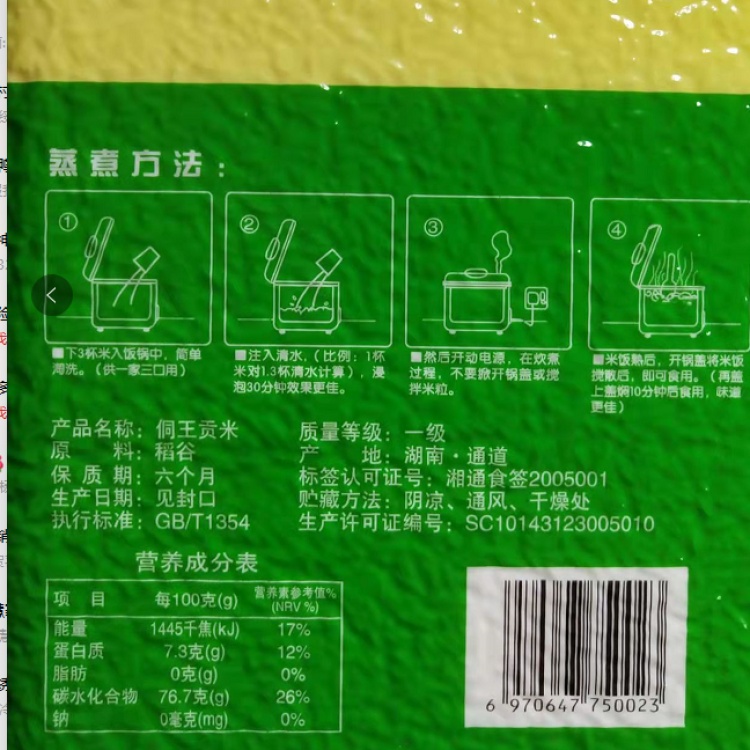 蒸煮方法：
①
②
③
④
■下3杯米入饭锅中，简单
淘洗。（供一家三口用）
■注入清水，（比例：1杯
米对1.3杯清水计算），浸
泡30分钟效果更佳。
■然后开动电源，在炊煮
过程，不要掀开锅盖或搅
拌米粒。
■米饭熟后，开锅盖将米饭
搅散后，即可食用。（再盖
上盖焖10分钟后食用，味道
更佳）
产品名称：侗王贡米
原　　料：稻谷
保 质 期：六个月
生产日期：见封口
执行标准：GB/T1354
质量等级：一级
产　　地：湖南·通道
标签认可证号：湘通食签2005001
贮藏方法：阴凉、通风、干燥处
生产许可证编号：SC10143123005010
营养成分表
项　目 每100克(g) 营养素参考值%
(NRV %)
能量 1445千焦(kJ) 17%
蛋白质 7.3克(g) 12%
脂肪 0克(g) 0%
碳水化合物 76.7克(g) 26%
钠 0毫克(mg) 0%
6 970647 750023